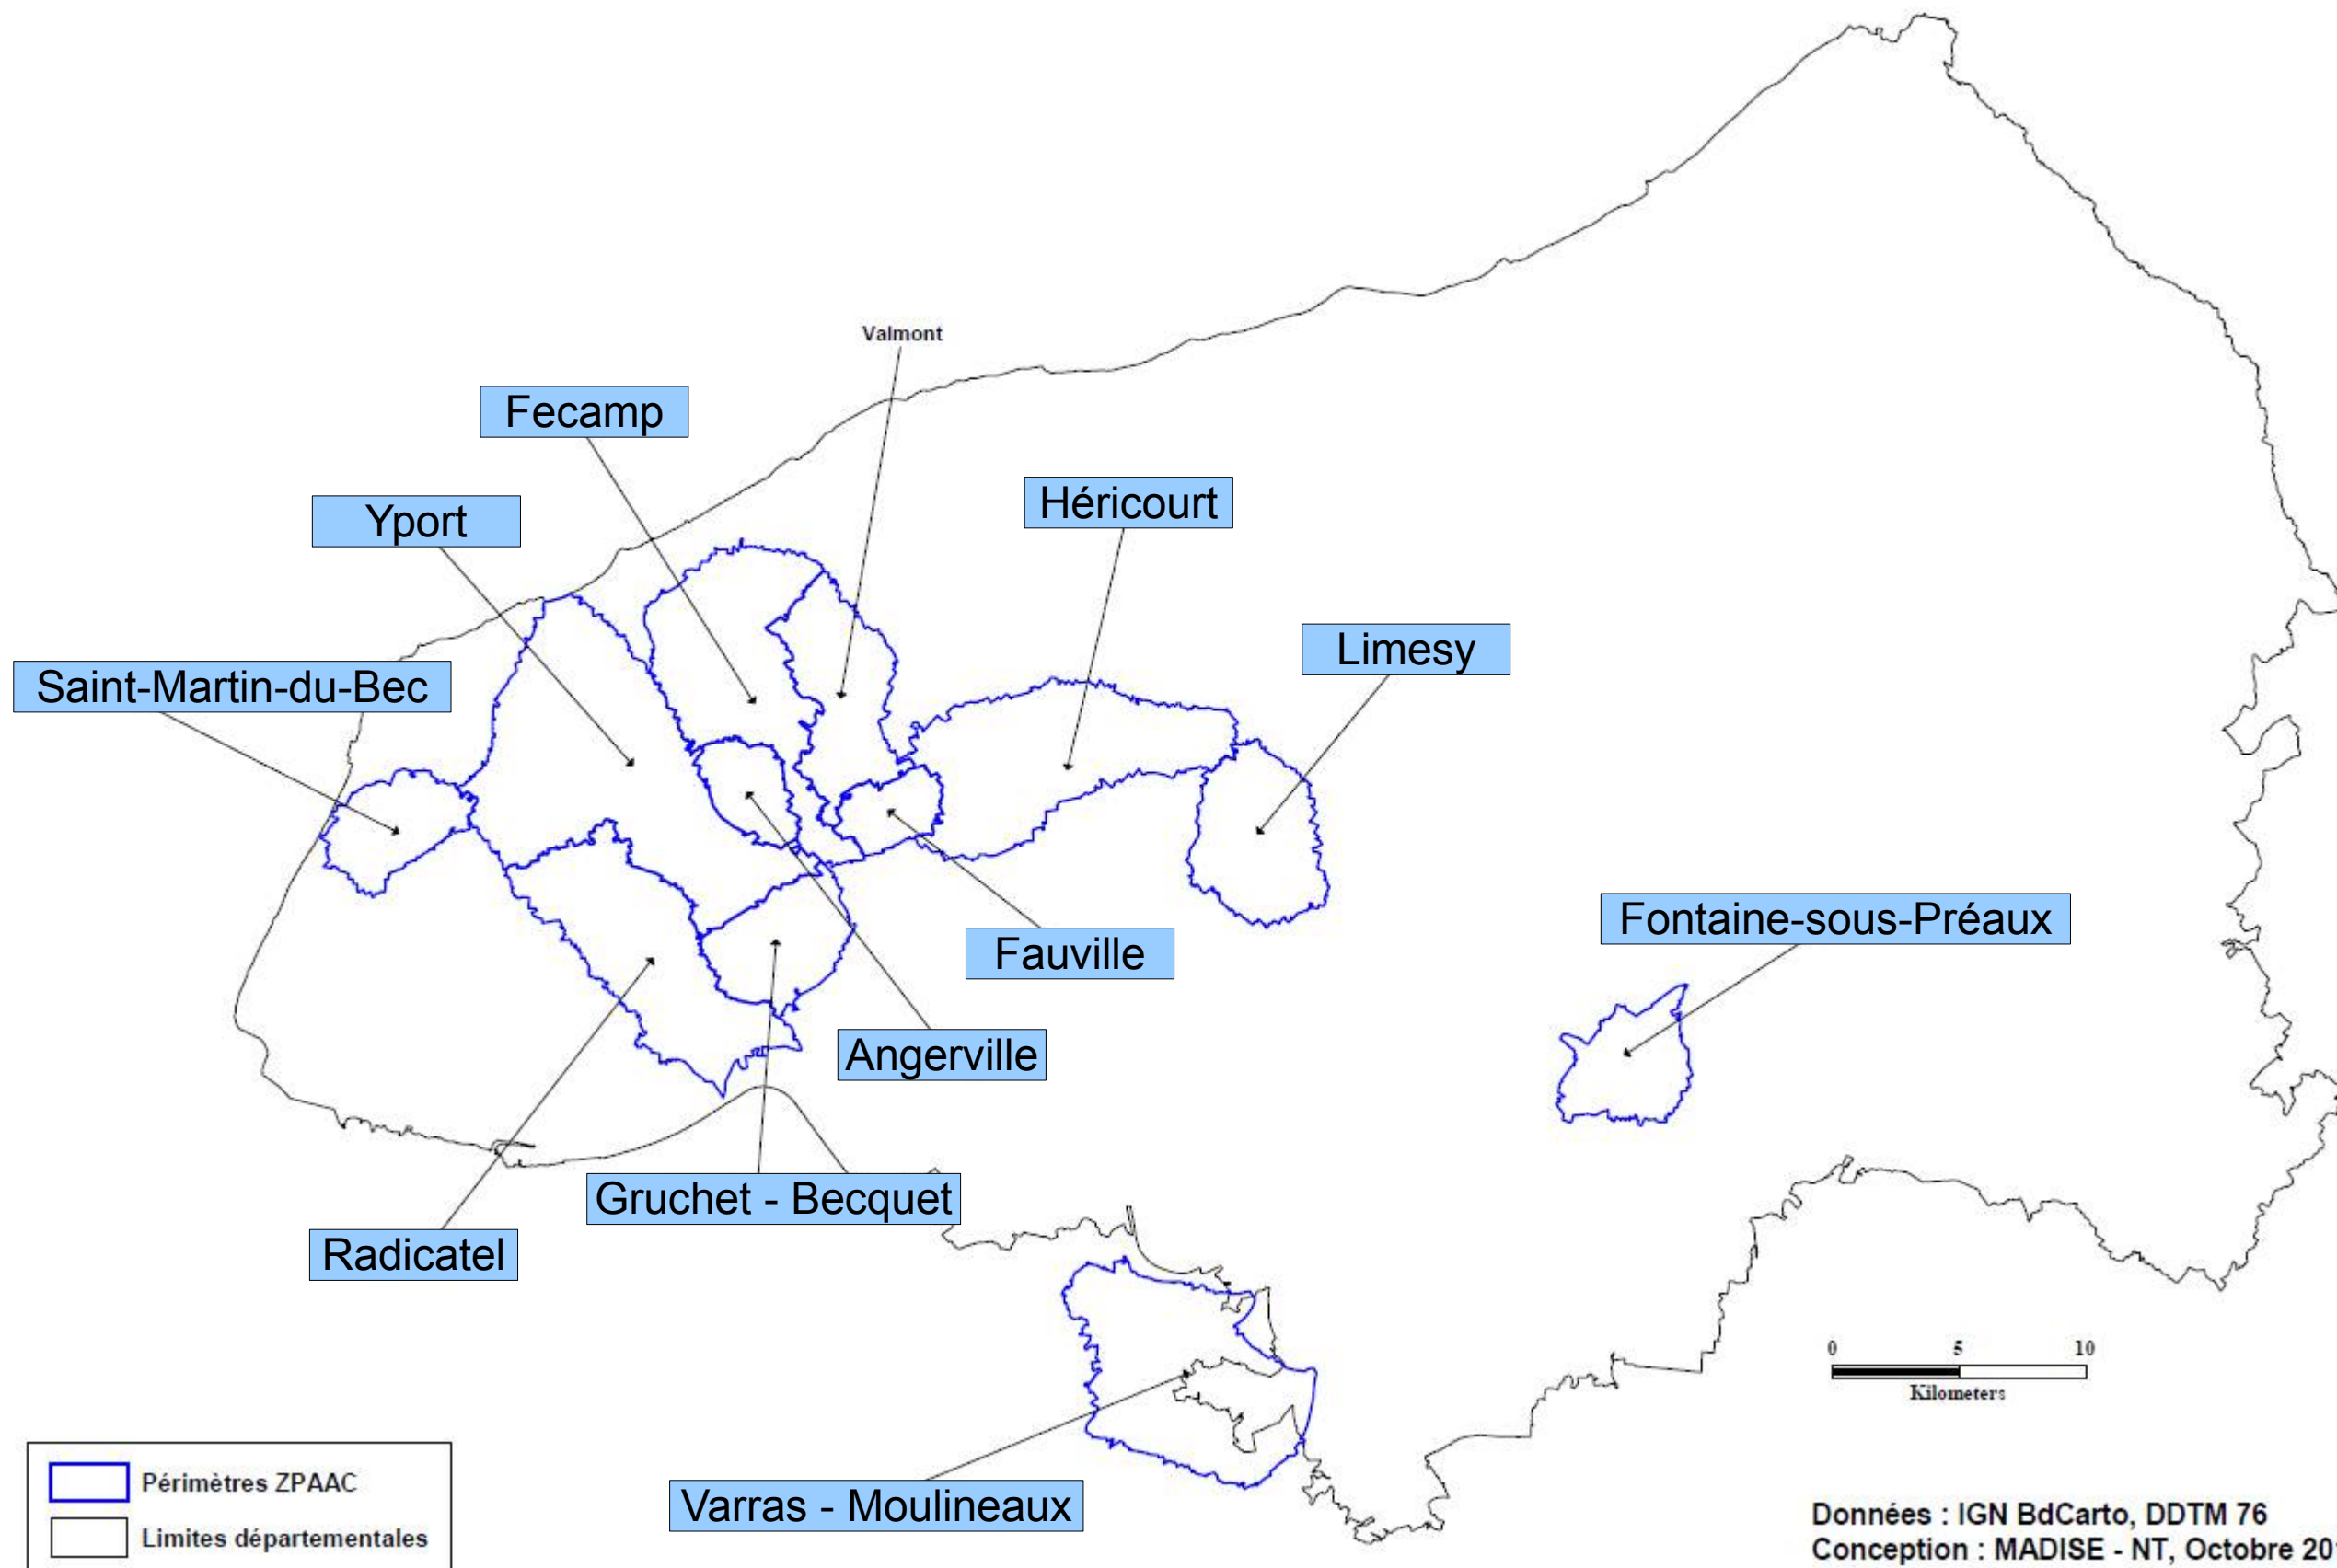 Valmont
Fecamp
Héricourt
Yport
Limesy
Saint-Martin-du-Bec
Fontaine-sous-Préaux
Fauville
Angerville
Gruchet - Becquet
Radicatel
0 5 10
Kilometers
Périmètres ZPAAC
Varras - Moulineaux
Limites départementales
Données : IGN BdCarto, DDTM 76
Conception : MADISE - NT, Octobre